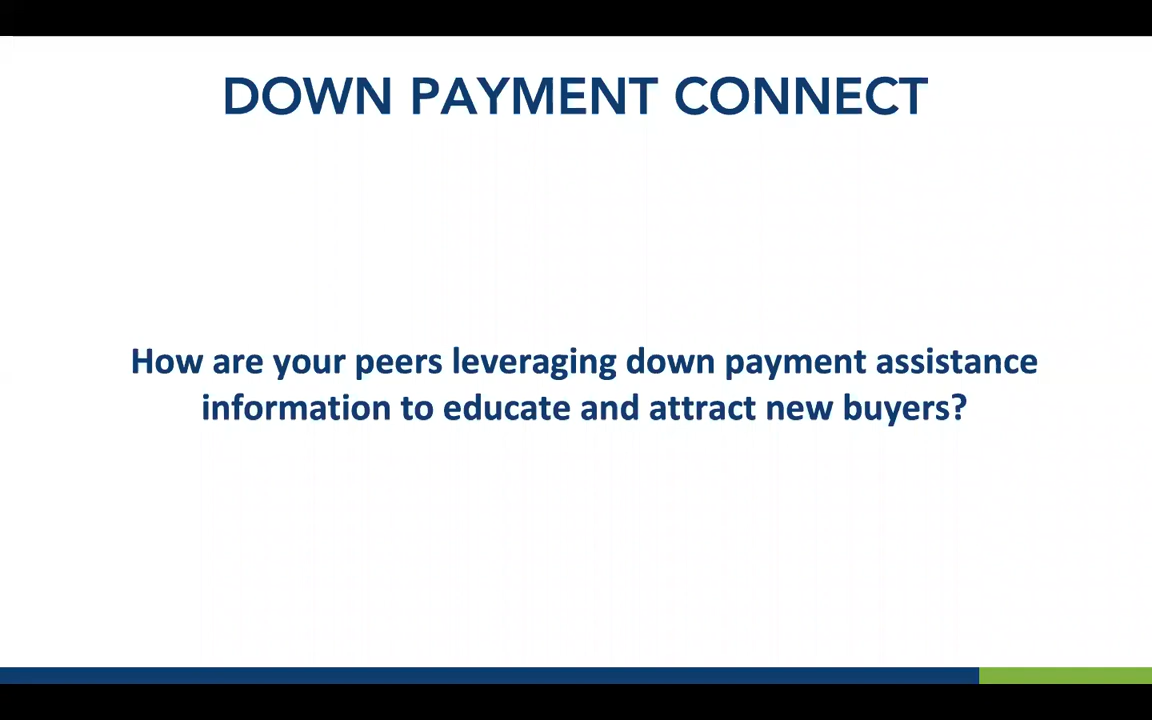 DOWN PAYMENT CONNECT
How are your peers leveraging down payment assistance
information to educate and attract new buyers?